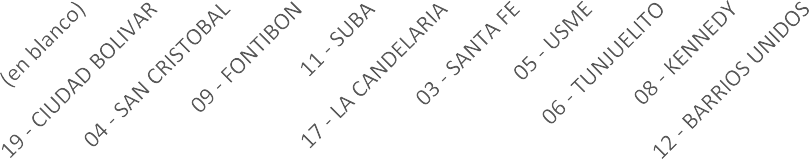 (en blanco)
19 - CIUDAD BOLIVAR
04 - SAN CRISTOBAL
09 - FONTIBON
11 - SUBA
17 - LA CANDELARIA
03 - SANTA FE
05 - USME
06 - TUNJUELITO
08 - KENNEDY
12 - BARRIOS UNIDOS